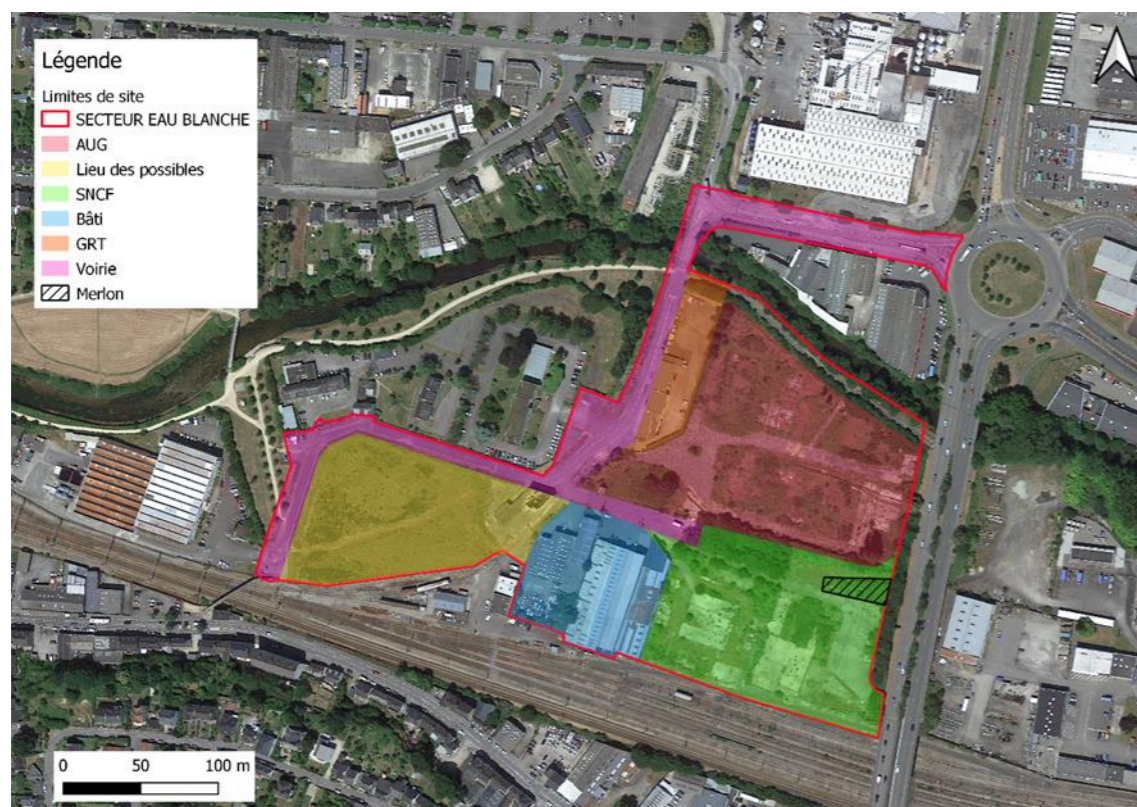 Légende
Limites de site
SECTEUR EAU BLANCHE
AUG
Lieu des possibles
SNCF
Bâti
GRT
Voirie
Merlon
0 50 100 m